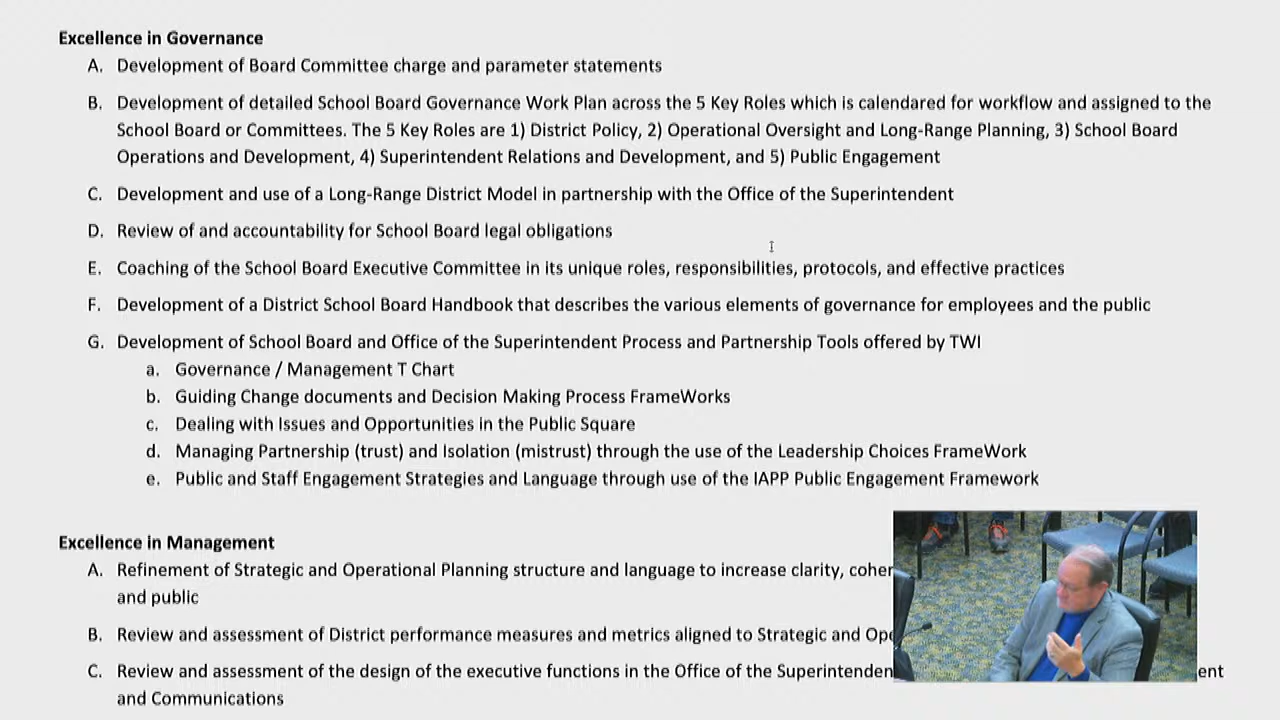 Excellence in Governance
A. Development of Board Committee charge and parameter statements
B. Development of detailed School Board Governance Work Plan across the 5 Key Roles which is calendared for workflow and assigned to the
School Board or Committees. The 5 Key Roles are 1) District Policy, 2) Operational Oversight and Long-Range Planning, 3) School Board
Operations and Development, 4) Superintendent Relations and Development, and 5) Public Engagement
C. Development and use of a Long-Range District Model in partnership with the Office of the Superintendent
D. Review of and accountability for School Board legal obligations
E. Coaching of the School Board Executive Committee in its unique roles, responsibilities, protocols, and effective practices
F. Development of a District School Board Handbook that describes the various elements of governance for employees and the public
G. Development of School Board and Office of the Superintendent Process and Partnership Tools offered by TWI
a. Governance / Management T Chart
b. Guiding Change documents and Decision Making Process FrameWorks
c. Dealing with Issues and Opportunities in the Public Square
d. Managing Partnership (trust) and Isolation (mistrust) through the use of the Leadership Choices FrameWork
e. Public and Staff Engagement Strategies and Language through use of the IAPP Public Engagement Framework
Excellence in Management
A. Refinement of Strategic and Operational Planning structure and language to increase clarity,
and public
B. Review and assessment of District performance measures and metrics aligned to Strategic and
C. Review and assessment of the design of the executive functions in the Office of the
and Communications